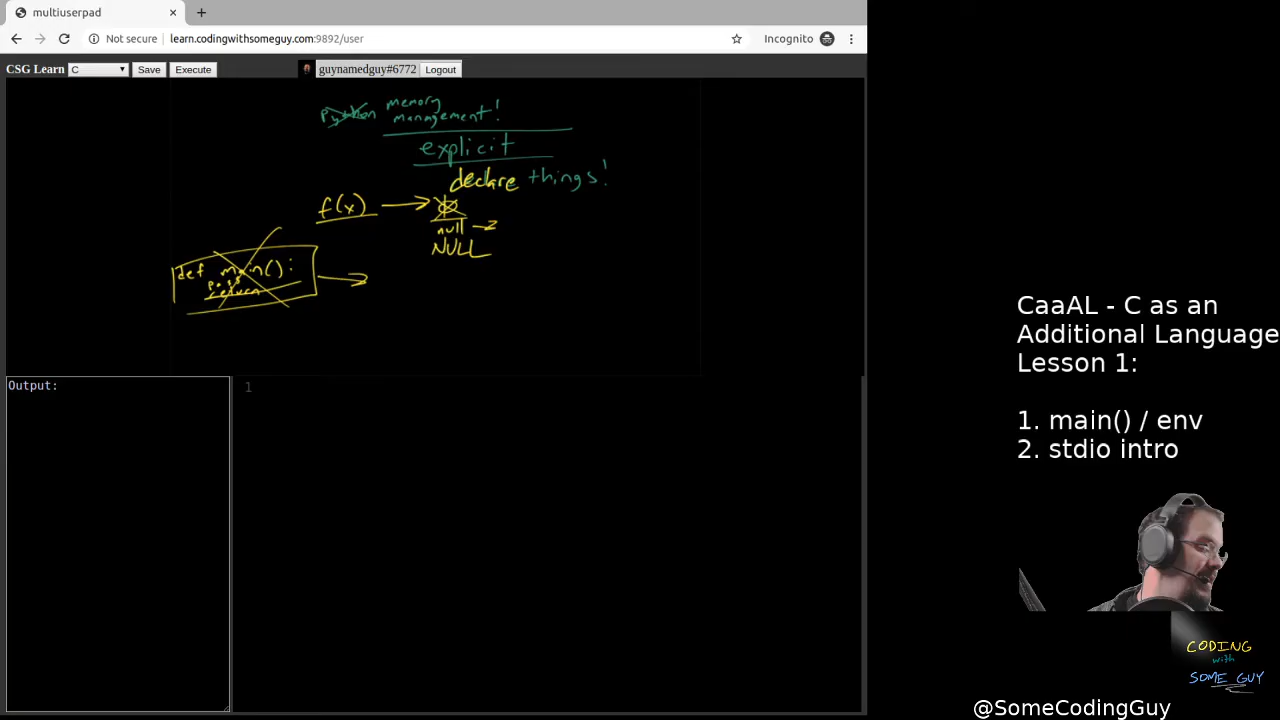 multiuserpad
Not secure
learn.codingwithsomeguy.com:9892/user
Incognito
CSG Learn
C
Save
Execute
guynamedguy#6772
Logout
Python memory
management!
explicit
declare things!
f(x)
null
NULL
def main():
pass
return
Output:
1
CaaAL - C as an
Additional Language
Lesson 1:
1. main() / env
2. stdio intro
CODING
with
SOME GUY
@SomeCodingGuy